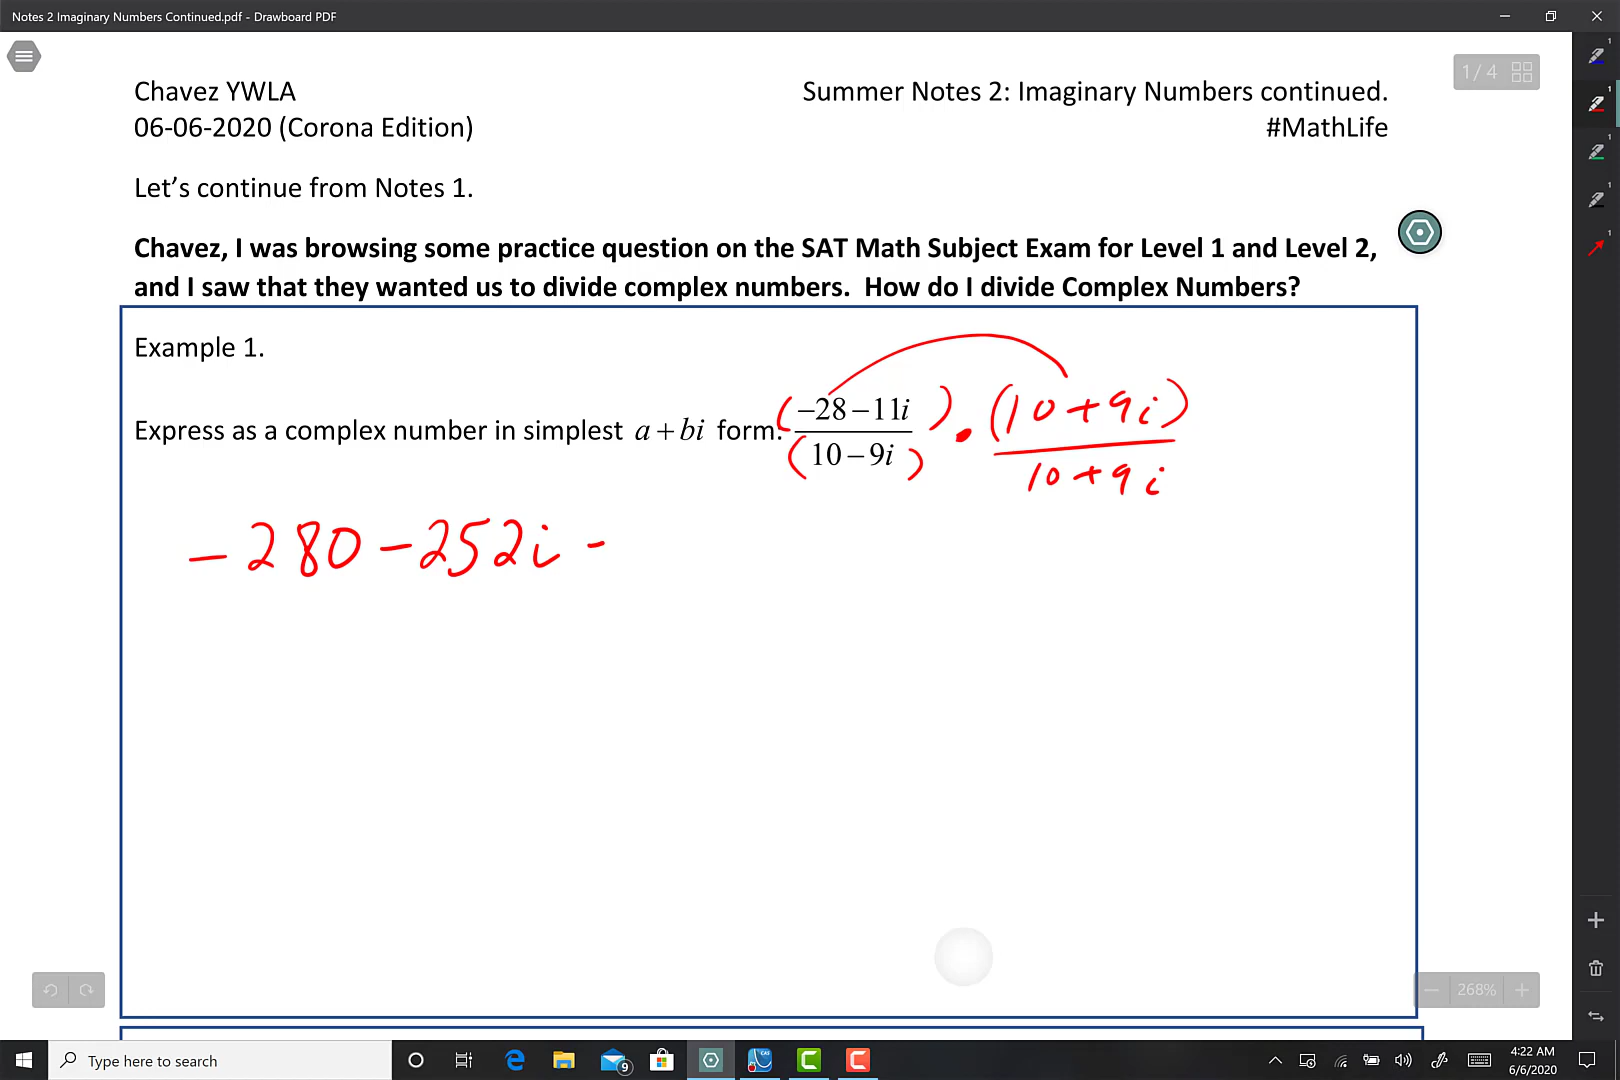 Notes 2 Imaginary Numbers Continued.pdf - Drawboard PDF
1 / 4
Chavez YWLA
Summer Notes 2: Imaginary Numbers continued.
06-06-2020 (Corona Edition)
#MathLife
Let's continue from Notes 1.
Chavez, I was browsing some practice question on the SAT Math Subject Exam for Level 1 and Level 2,
and I saw that they wanted us to divide complex numbers.  How do I divide Complex Numbers?
Example 1.
Express as a complex number in simplest a+bi form. (−28−11i) / (10−9i) • (10+9i) / 10+9i
−280 −252i −
268%
Type here to search
9
CAS
4:22 AM
6/6/2020